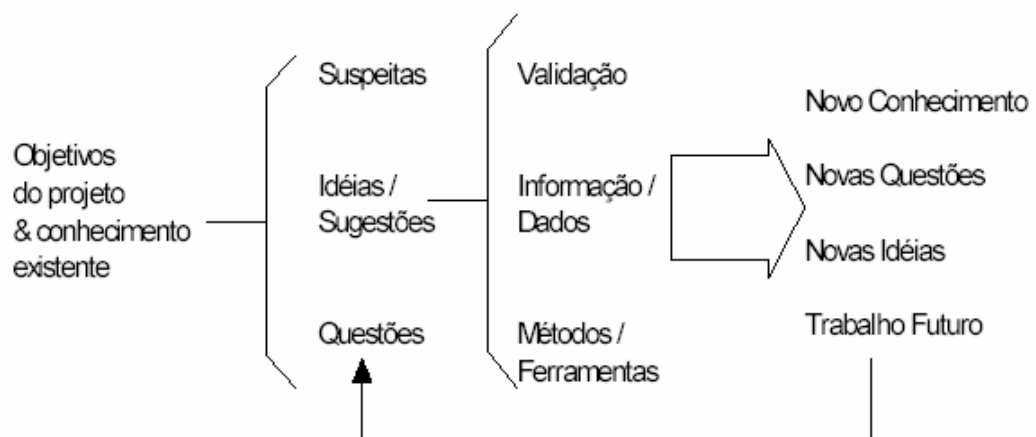 Objetivos
do projeto
& conhecimento
existente
Suspeitas
Idéias /
Sugestões
Questões
Validação
Informação /
Dados
Métodos /
Ferramentas
Novo Conhecimento
Novas Questões
Novas Idéias
Trabalho Futuro